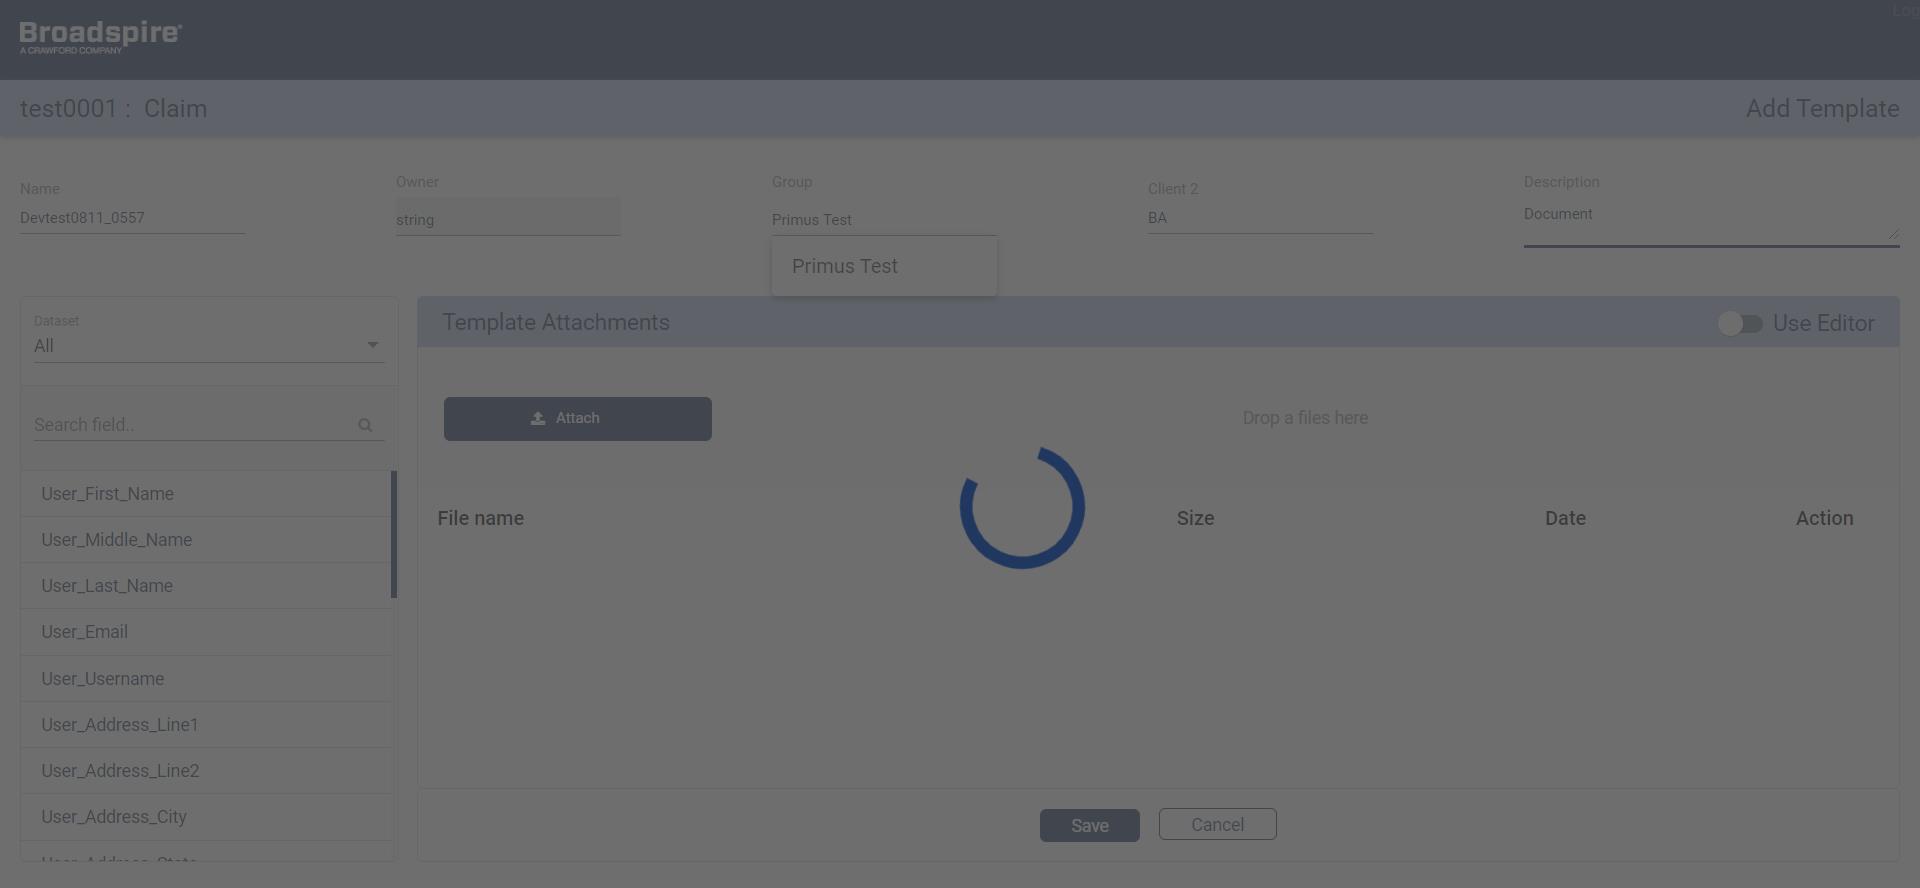 Log
Broadspire®
A CRAWFORD COMPANY
test0001 : Claim
Add Template
Name
Devtest0811_0557
Owner
string
Group
Primus Test
Primus Test
Client 2
BA
Description
Document
Dataset
All
Search field..
User_First_Name
User_Middle_Name
User_Last_Name
User_Email
User_Username
User_Address_Line1
User_Address_Line2
User_Address_City
User_Address_State
Template Attachments
Use Editor
Attach
Drop a files here
File name
Size
Date
Action
Save
Cancel